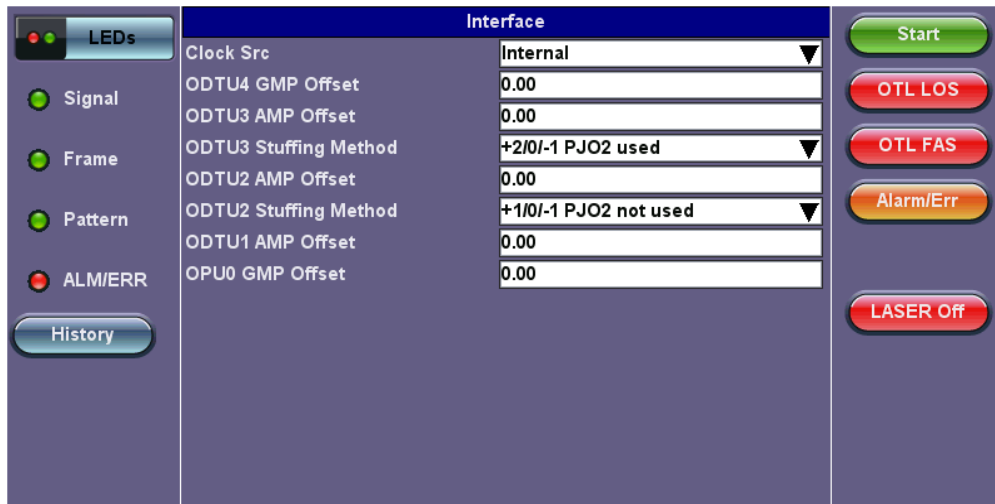 LEDs
Signal
Frame
Pattern
ALM/ERR
History
Interface
Clock Src Internal
ODTU4 GMP Offset 0.00
ODTU3 AMP Offset 0.00
ODTU3 Stuffing Method +2/0/-1 PJO2 used
ODTU2 AMP Offset 0.00
ODTU2 Stuffing Method +1/0/-1 PJO2 not used
ODTU1 AMP Offset 0.00
OPU0 GMP Offset 0.00
Start
OTL LOS
OTL FAS
Alarm/Err
LASER Off